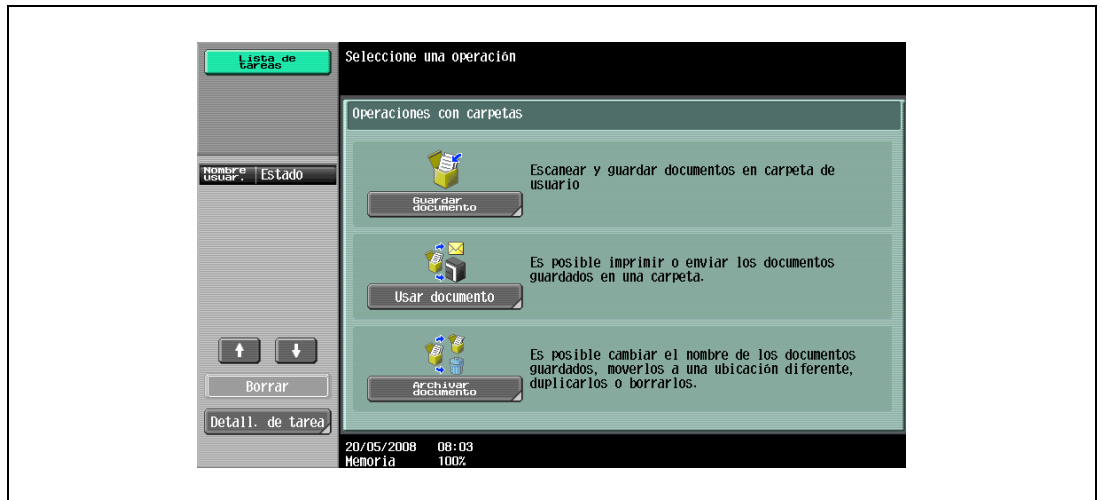 Lista de
tareas
Seleccione una operación
Operaciones con carpetas
Nombre
usuar.
Estado
Escanear y guardar documentos en carpeta de
usuario
Guardar
documento
Es posible imprimir o enviar los documentos
guardados en una carpeta.
Usar documento
Es posible cambiar el nombre de los documentos
guardados, moverlos a una ubicación diferente,
duplicarlos o borrarlos.
Archivar
documento
Borrar
Detall. de tarea
20/05/2008 08:03
Memoria 100%